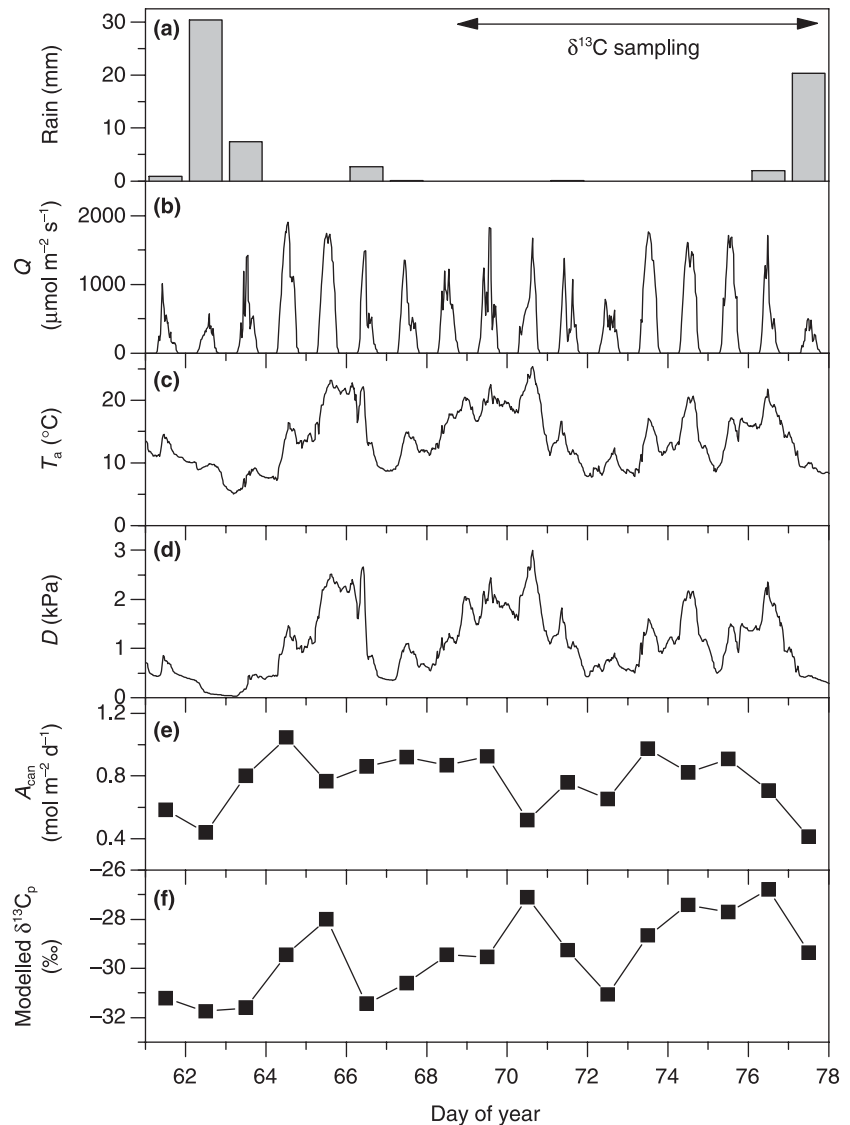 (a)
30
20
10
0
Rain (mm)
δ¹³C sampling
(b)
2000
1000
0
Q
(μmol m⁻² s⁻¹)
(c)
20
10
0
Tₐ (°C)
(d)
3
2
1
0
D (kPa)
(e)
1.2
0.8
0.4
A_can
(mol m⁻² d⁻¹)
(f)
−26
−28
−30
−32
Modelled δ¹³Cₚ
(‰)
62 64 66 68 70 72 74 76 78
Day of year